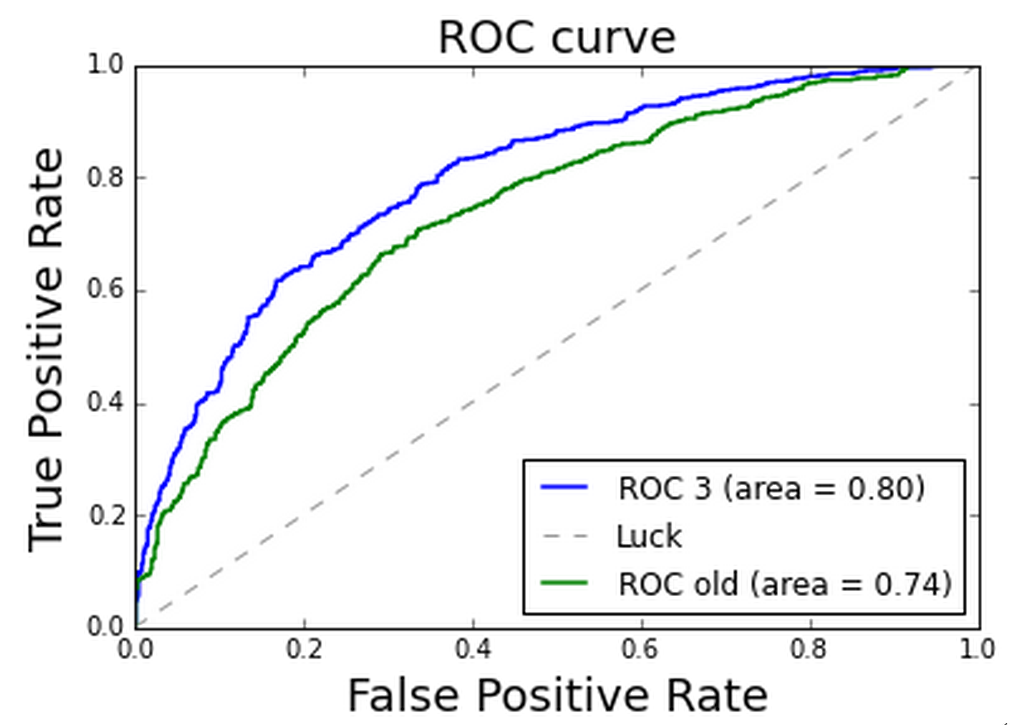 ROC curve
True Positive Rate
1.0
0.8
0.6
0.4
0.2
0.0
ROC 3 (area = 0.80)
Luck
ROC old (area = 0.74)
0.0 0.2 0.4 0.6 0.8 1.0
False Positive Rate